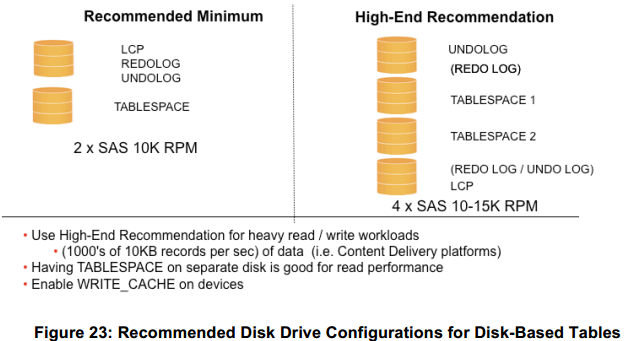 Recommended Minimum
LCP
REDOLOG
UNDOLOG
TABLESPACE
2 x SAS 10K RPM
High-End Recommendation
UNDOLOG
(REDO LOG)
TABLESPACE 1
TABLESPACE 2
(REDO LOG / UNDO LOG)
LCP
4 x SAS 10-15K RPM
• Use High-End Recommendation for heavy read / write workloads
• (1000's of 10KB records per sec) of data (i.e. Content Delivery platforms)
• Having TABLESPACE on separate disk is good for read performance
• Enable WRITE_CACHE on devices
Figure 23: Recommended Disk Drive Configurations for Disk-Based Tables